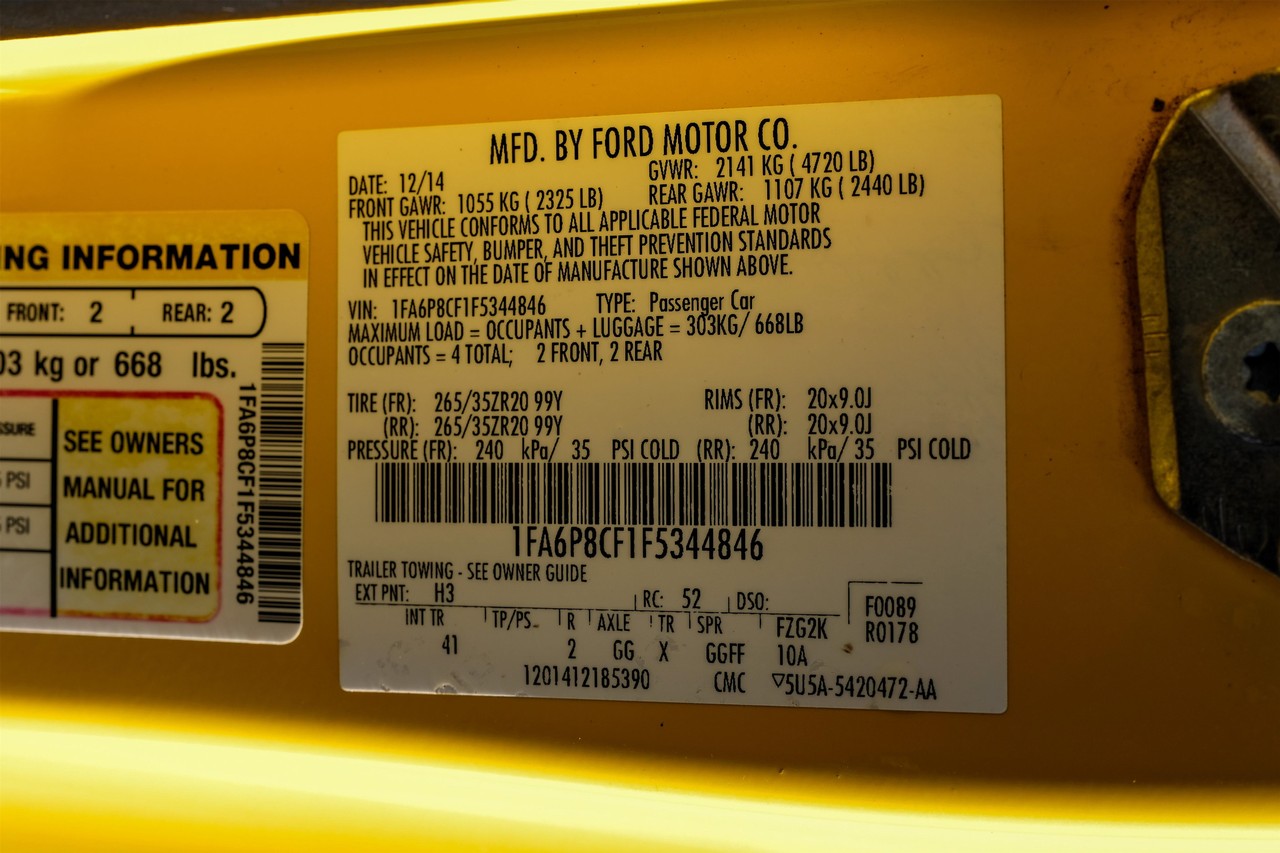 NG INFORMATION
FRONT: 2 REAR: 2
03 kg or 668 lbs.
SSURE
PSI
PSI
SEE OWNERS
MANUAL FOR
ADDITIONAL
INFORMATION
1FA6P8CF1F5344846
MFD. BY FORD MOTOR CO.
DATE: 12/14 GVWR: 2141 KG ( 4720 LB)
FRONT GAWR: 1055 KG ( 2325 LB) REAR GAWR: 1107 KG ( 2440 LB)
THIS VEHICLE CONFORMS TO ALL APPLICABLE FEDERAL MOTOR
VEHICLE SAFETY, BUMPER, AND THEFT PREVENTION STANDARDS
IN EFFECT ON THE DATE OF MANUFACTURE SHOWN ABOVE.
VIN: 1FA6P8CF1F5344846 TYPE: Passenger Car
MAXIMUM LOAD = OCCUPANTS + LUGGAGE = 303KG/ 668LB
OCCUPANTS = 4 TOTAL; 2 FRONT, 2 REAR
TIRE (FR): 265/35ZR20 99Y RIMS (FR): 20x9.0J
(RR): 265/35ZR20 99Y (RR): 20x9.0J
PRESSURE (FR): 240 kPa/ 35 PSI COLD (RR): 240 kPa/ 35 PSI COLD
1FA6P8CF1F5344846
TRAILER TOWING - SEE OWNER GUIDE
EXT PNT: H3 RC: 52 DSO: F0089
INT TR TP/PS R AXLE TR SPR FZG2K R0178
41 2 GG X GGFF 10A
1201412185390 CMC ▽5U5A-5420472-AA